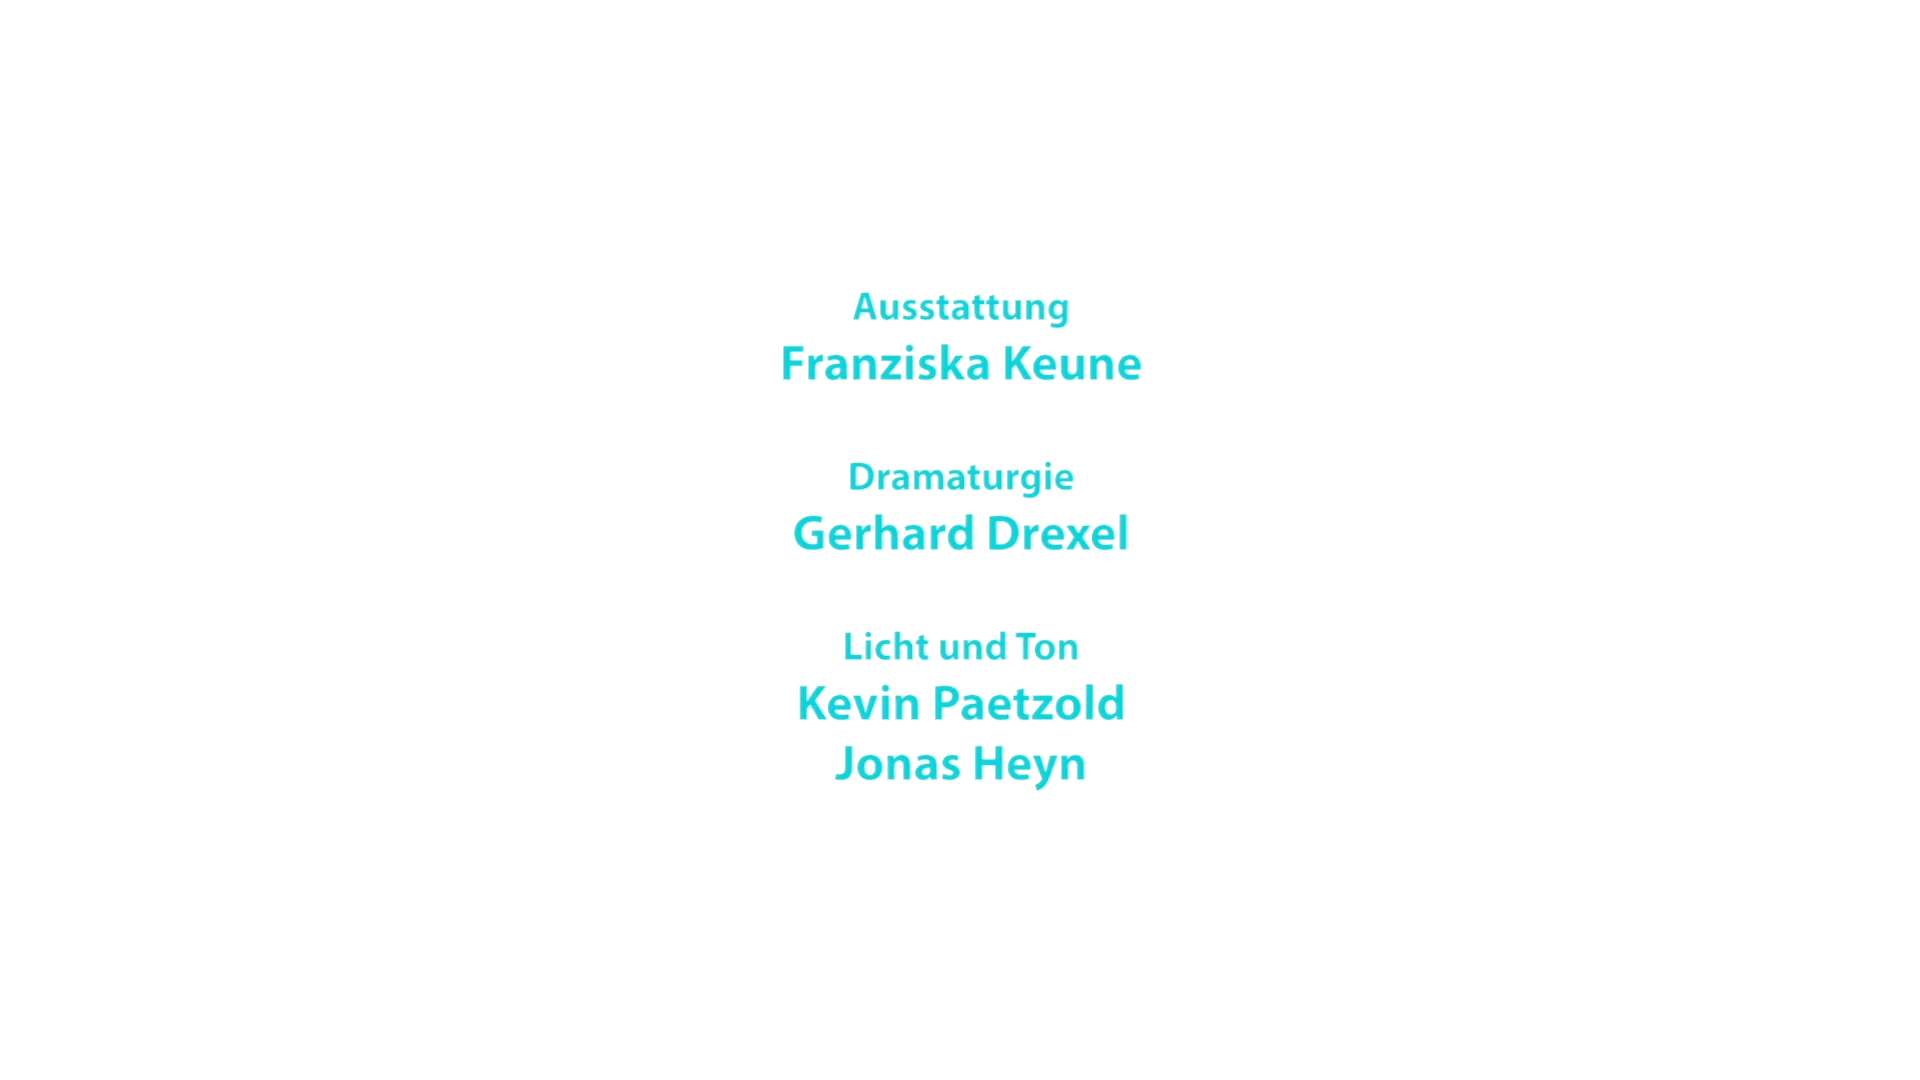 Ausstattung
Franziska Keune
Dramaturgie
Gerhard Drexel
Licht und Ton
Kevin Paetzold
Jonas Heyn